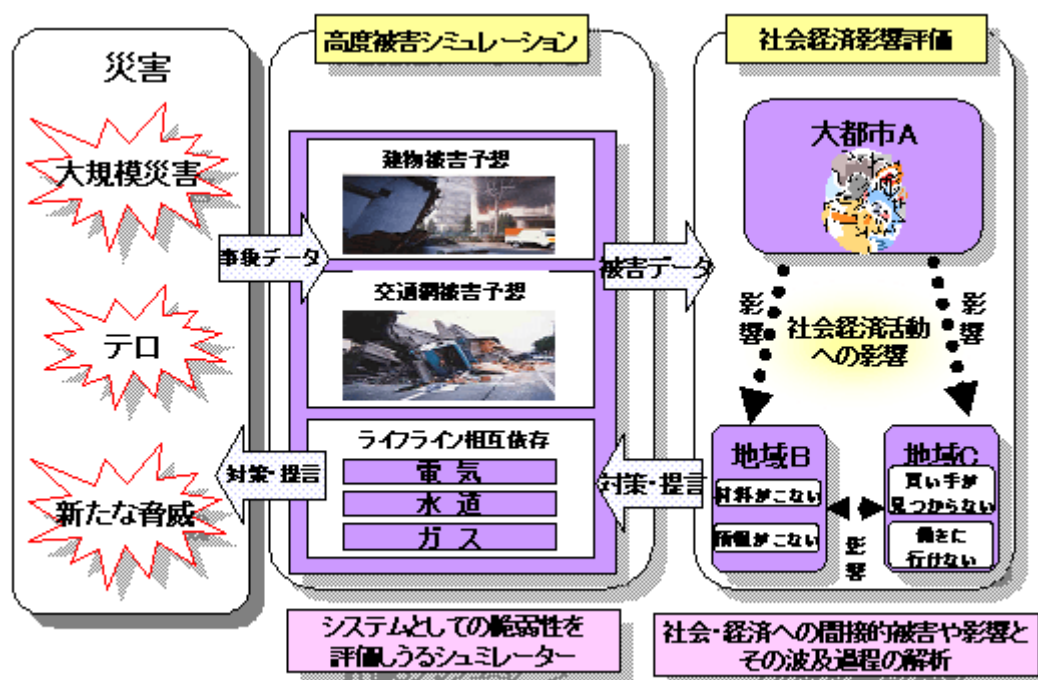 災害
大規模災害
テロ
新たな脅威
高度被害シミュレーション
建物被害予想
事後データ
交通網被害予想
ライフライン相互依存
電気
水道
ガス
対策・提言
システムとしての脆弱性を
評価しうるシュミレーター
社会経済影響評価
大都市A
被害データ
影響
影響
社会経済活動
への影響
対策・提言
地域B
材料がこない
情報がこない
影響
地域C
買い手が
見つからない
働きに
行けない
社会・経済への間接的被害や影響と
その波及過程の解析